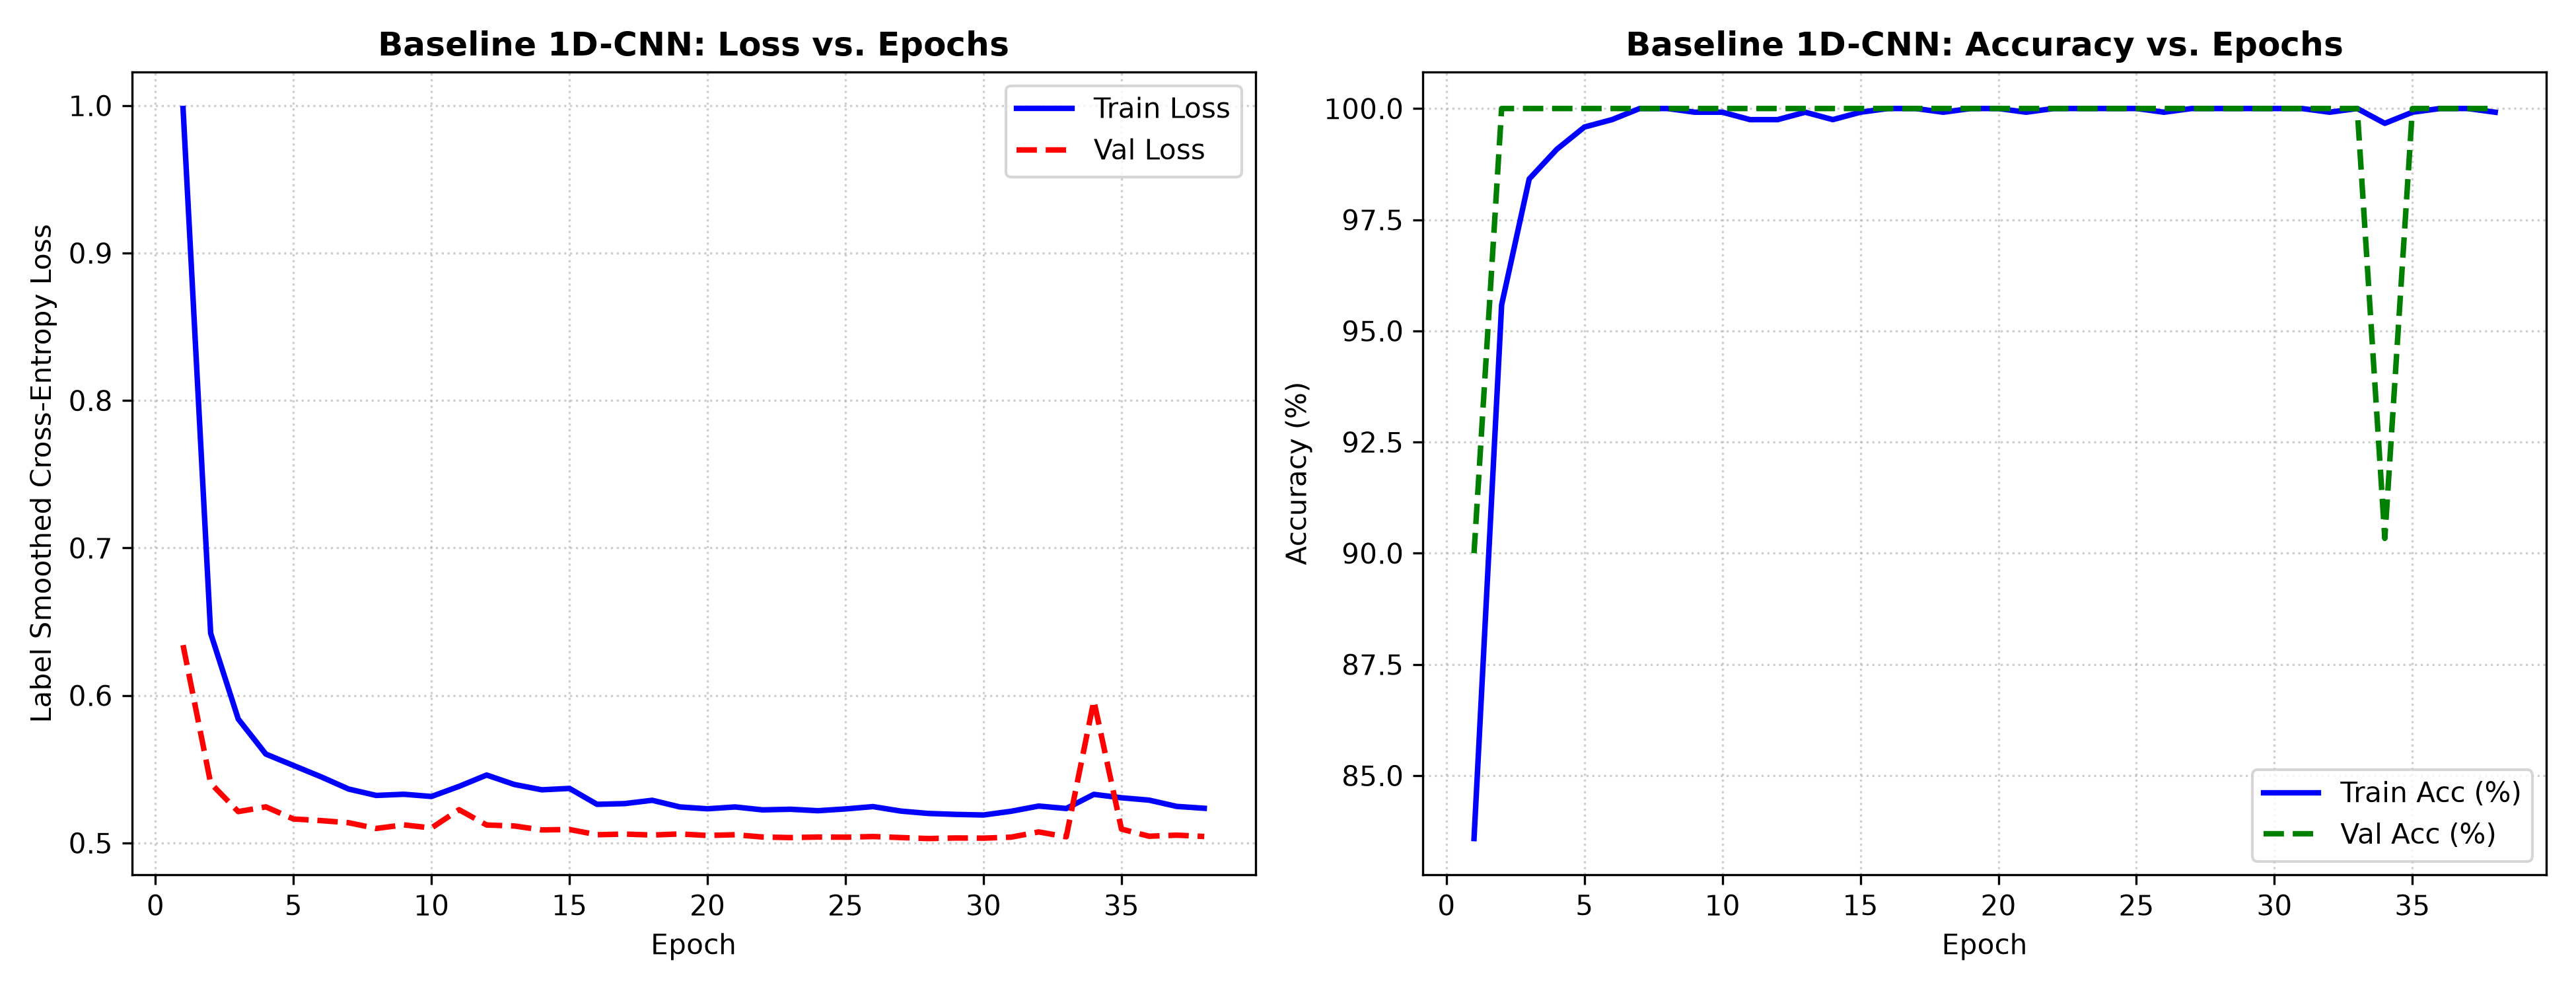 Baseline 1D-CNN: Loss vs. Epochs
Label Smoothed Cross-Entropy Loss
1.0
0.9
0.8
0.7
0.6
0.5
Train Loss
Val Loss
0 5 10 15 20 25 30 35
Epoch
Baseline 1D-CNN: Accuracy vs. Epochs
Accuracy (%)
100.0
97.5
95.0
92.5
90.0
87.5
85.0
Train Acc (%)
Val Acc (%)
0 5 10 15 20 25 30 35
Epoch